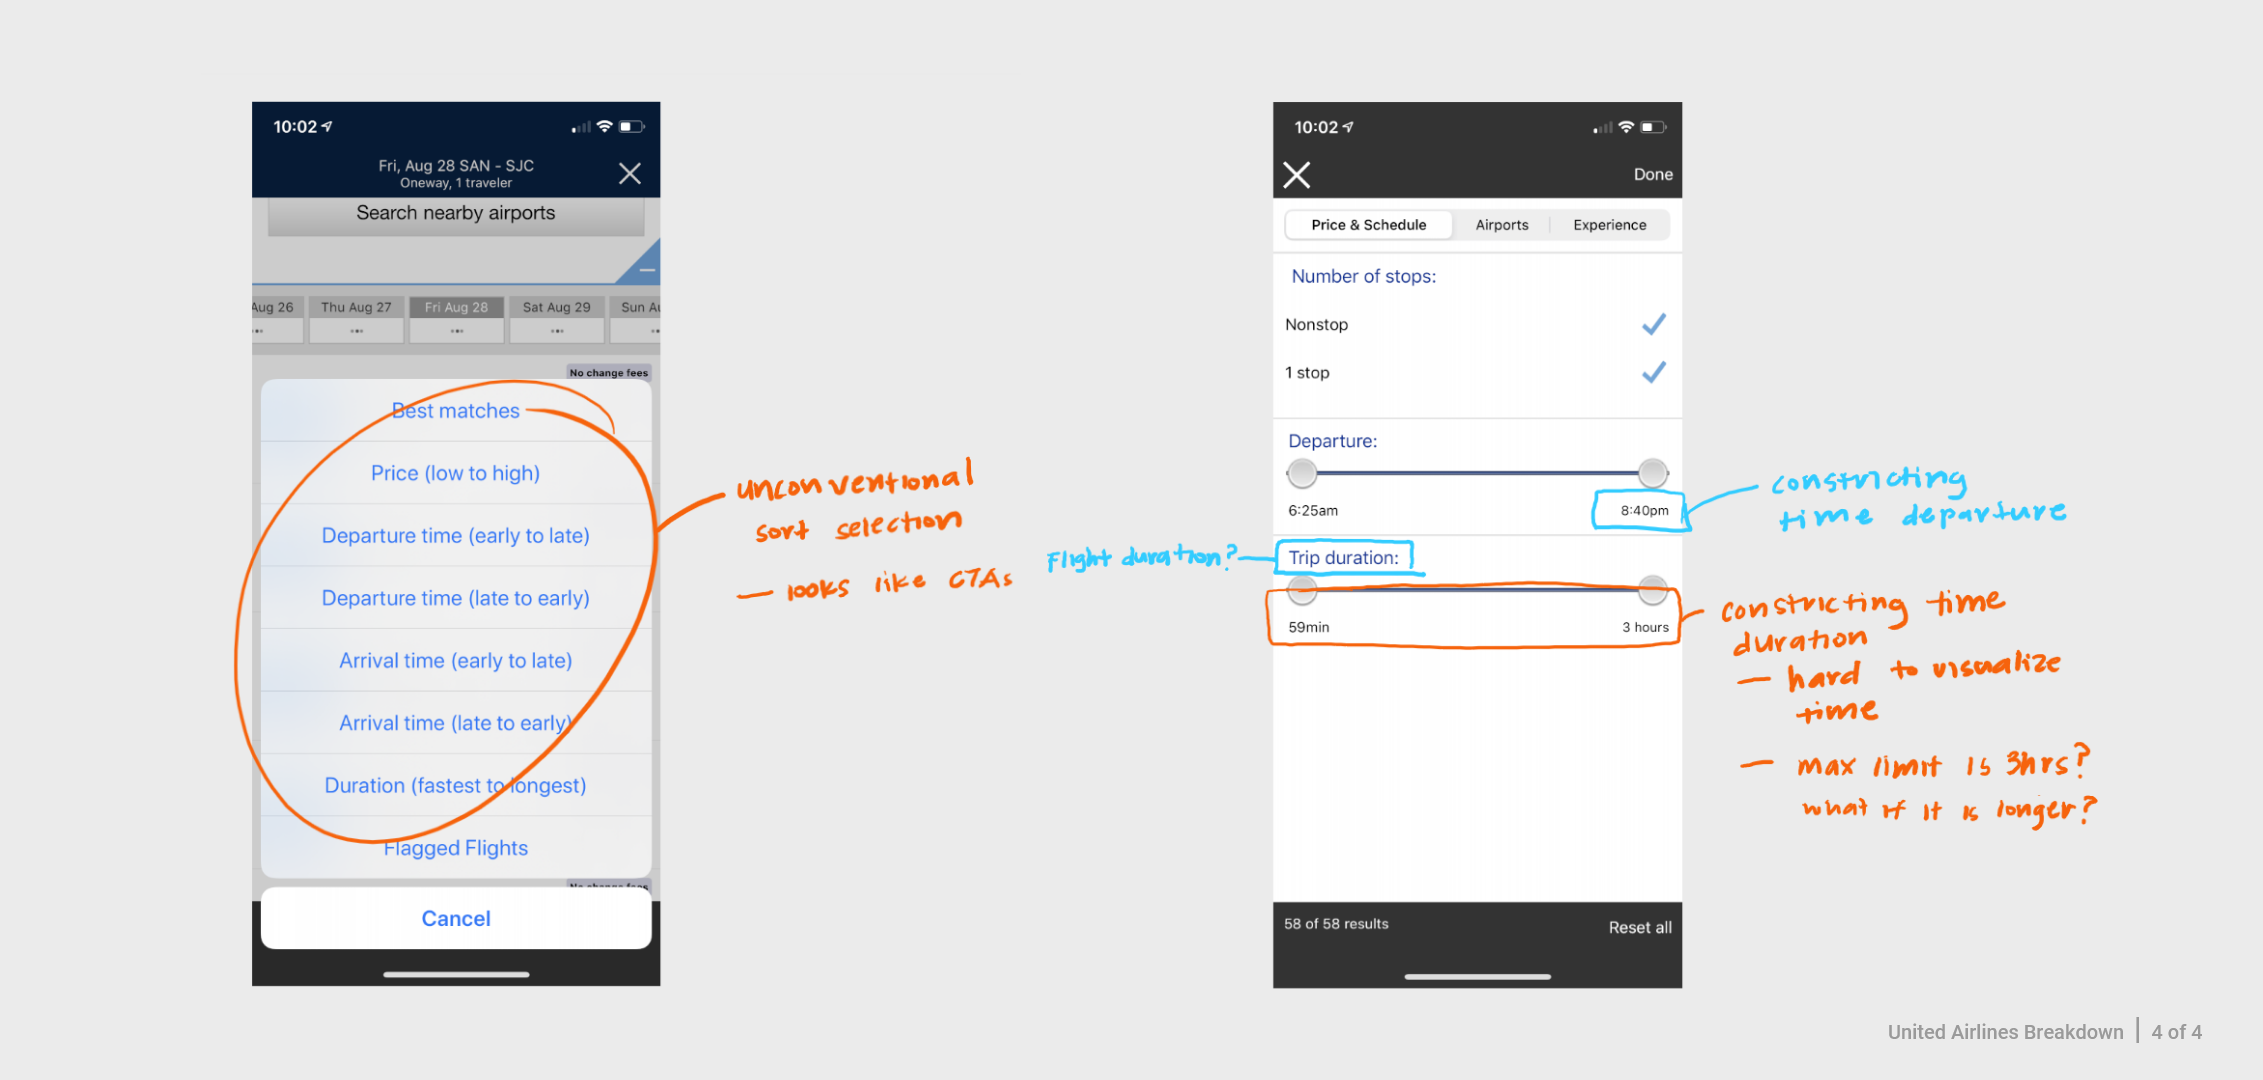 10:02
Fri, Aug 28 SAN - SJC
Oneway, 1 traveler
Search nearby airports
Aug 26 Thu Aug 27 Fri Aug 28 Sat Aug 29 Sun Au
No change fees
Best matches
Price (low to high)
Departure time (early to late)
Departure time (late to early)
Arrival time (early to late)
Arrival time (late to early)
Duration (fastest to longest)
Flagged Flights
No change fees
Cancel
unconventional
sort selection
— looks like CTAs
10:02
Done
Price & Schedule Airports Experience
Number of stops:
Nonstop
1 stop
Departure:
6:25am 8:40pm
constricting
time departure
Flight duration?
Trip duration:
59min 3 hours
constricting time
duration
— hard to visualize
time
— max limit is 3hrs?
what if it is longer?
58 of 58 results
Reset all
United Airlines Breakdown | 4 of 4